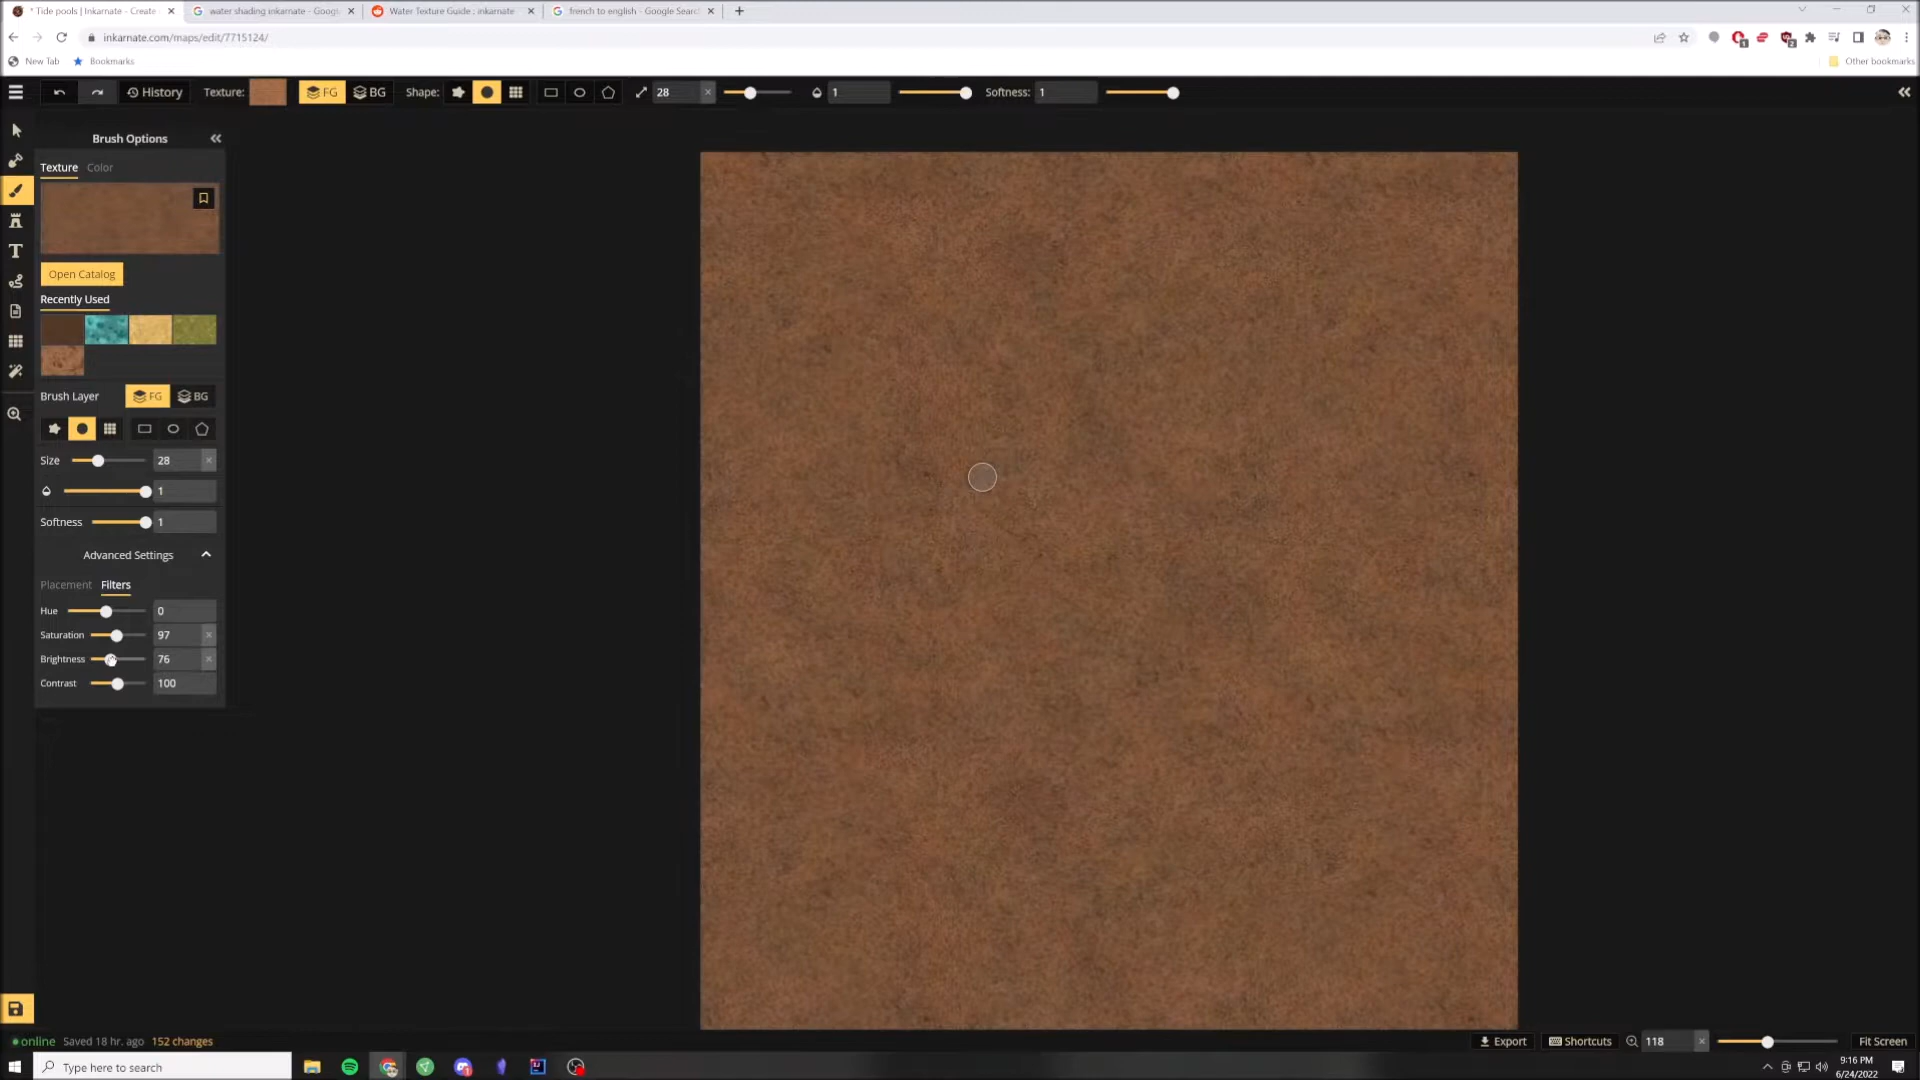 * Tide pools | Inkarnate - Create
water shading inkarnate - Googl
Water Texture Guide : inkarnate
french to english - Google Searc
inkarnate.com/maps/edit/7715124/
New Tab
Bookmarks
Other bookmarks
History
Texture:
FG
BG
Shape:
28
1
Softness:
1
Brush Options
Texture
Color
Open Catalog
Recently Used
Brush Layer
FG
BG
Size
28
1
Softness
1
Advanced Settings
Placement
Filters
Hue
0
Saturation
97
Brightness
76
Contrast
100
online
Saved 18 hr. ago
152 changes
Export
Shortcuts
118
Fit Screen
Type here to search
9:16 PM
6/24/2022